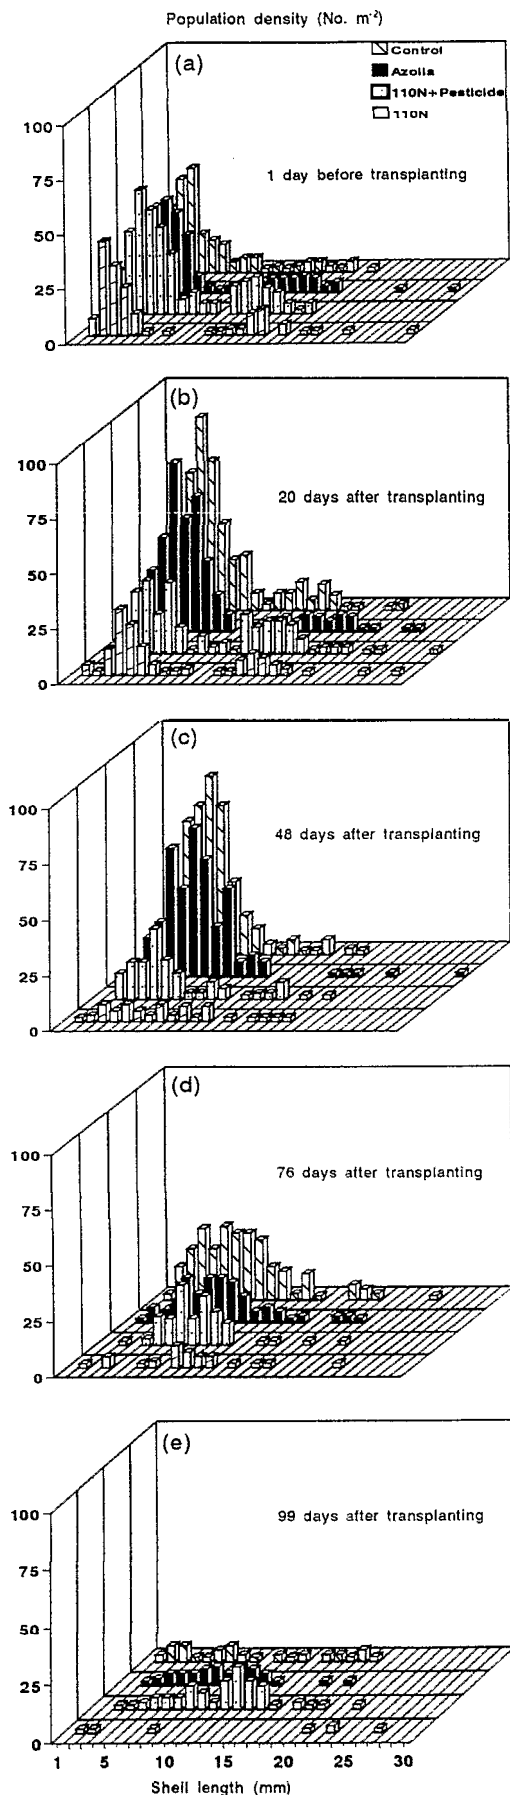 Population density (No. m-2)
(a)
Control
Azolla
110N+Pesticide
110N
1 day before transplanting
100
75
50
25
0
(b)
20 days after transplanting
100
75
50
25
0
(c)
48 days after transplanting
100
75
50
25
0
(d)
76 days after transplanting
100
75
50
25
0
(e)
99 days after transplanting
100
75
50
25
0
1 5 10 15 20 25 30
Shell length (mm)